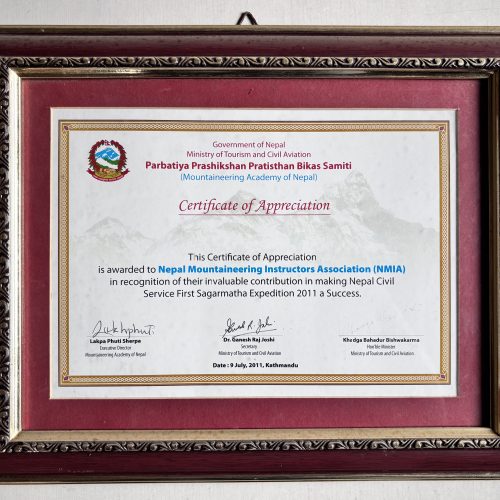 Government of Nepal
Ministry of Tourism and Civil Aviation
Parbatiya Prashikshan Pratisthan Bikas Samiti
(Mountaineering Academy of Nepal)
Certificate of Appreciation
This Certificate of Appreciation
is awarded to Nepal Mountaineering Instructors Association (NMIA)
in recognition of their invaluable contribution in making Nepal Civil
Service First Sagarmatha Expedition 2011 a Success.
Lakpa Phuti Sherpa
Executive Director
Mountaineering Academy of Nepal
Dr. Ganesh Raj Joshi
Secretary
Ministry of Tourism and Civil Aviation
Khadga Bahadur Bishwakarma
Hon'ble Minister
Ministry of Tourism and Civil Aviation
Date : 9 July, 2011, Kathmandu